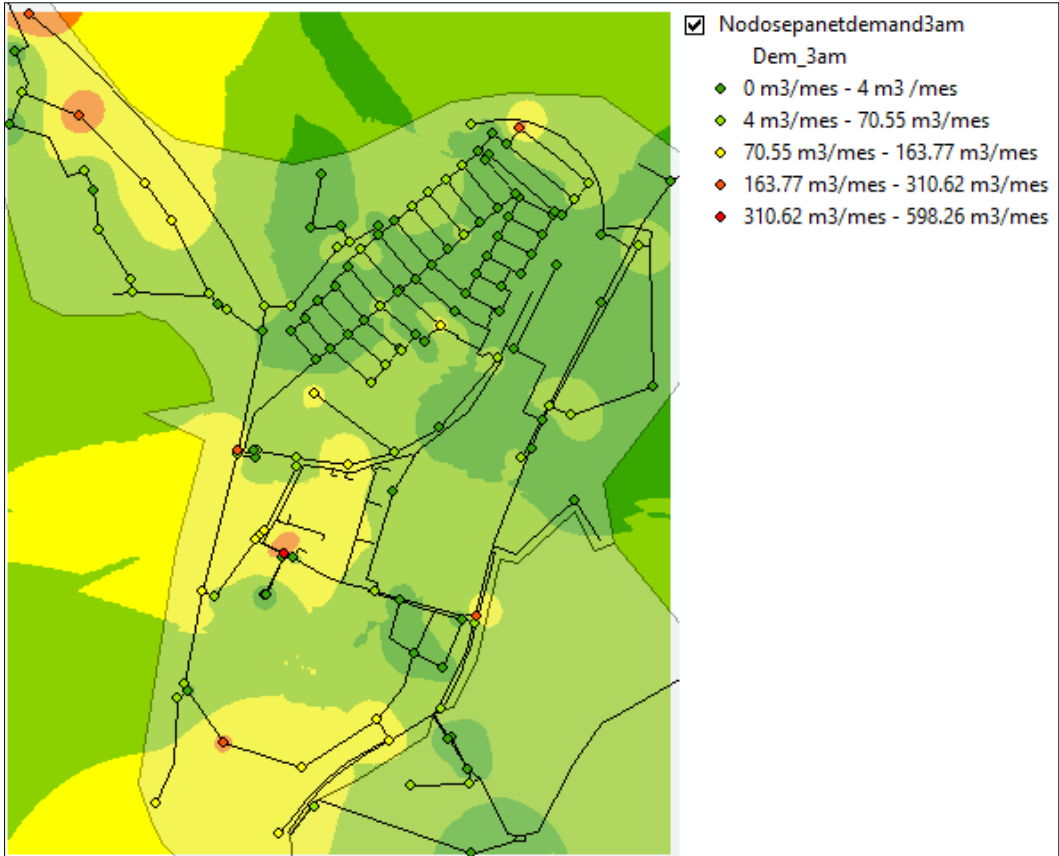 Nodosepanetdemand3am
Dem_3am
0 m3/mes - 4 m3 /mes
4 m3/mes - 70.55 m3/mes
70.55 m3/mes - 163.77 m3/mes
163.77 m3/mes - 310.62 m3/mes
310.62 m3/mes - 598.26 m3/mes